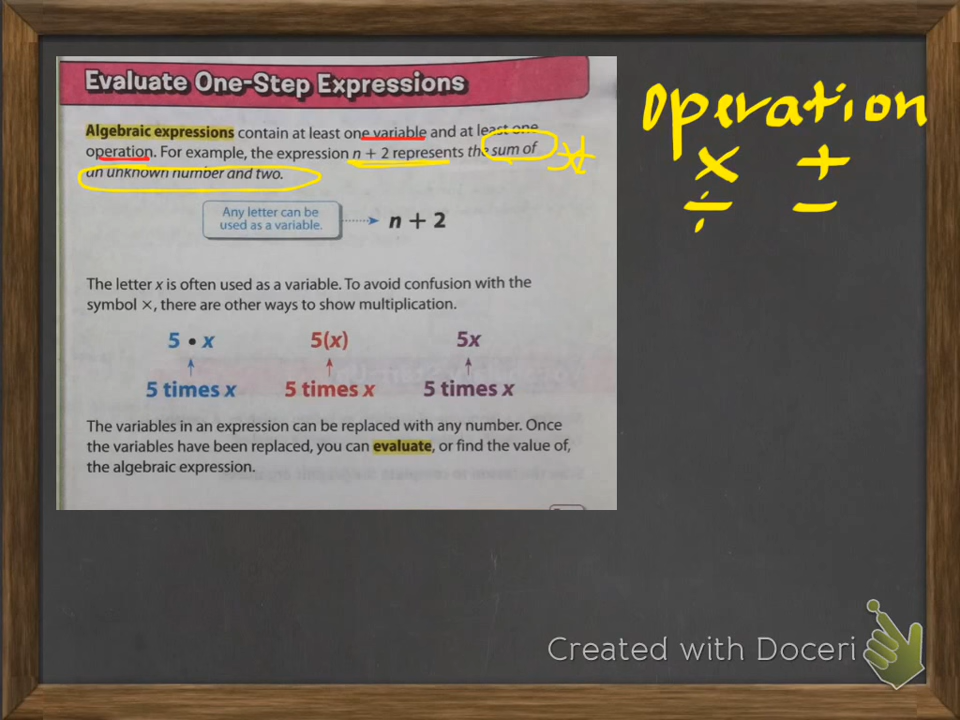 Evaluate One-Step Expressions
Algebraic expressions contain at least one variable and at least one
operation. For example, the expression n + 2 represents the sum of
an unknown number and two.
Any letter can be
used as a variable.
n + 2
The letter x is often used as a variable. To avoid confusion with the
symbol ×, there are other ways to show multiplication.
5 • x 5(x) 5x
5 times x 5 times x 5 times x
The variables in an expression can be replaced with any number. Once
the variables have been replaced, you can evaluate, or find the value of,
the algebraic expression.
operation
× +
÷ −
Created with Doceri